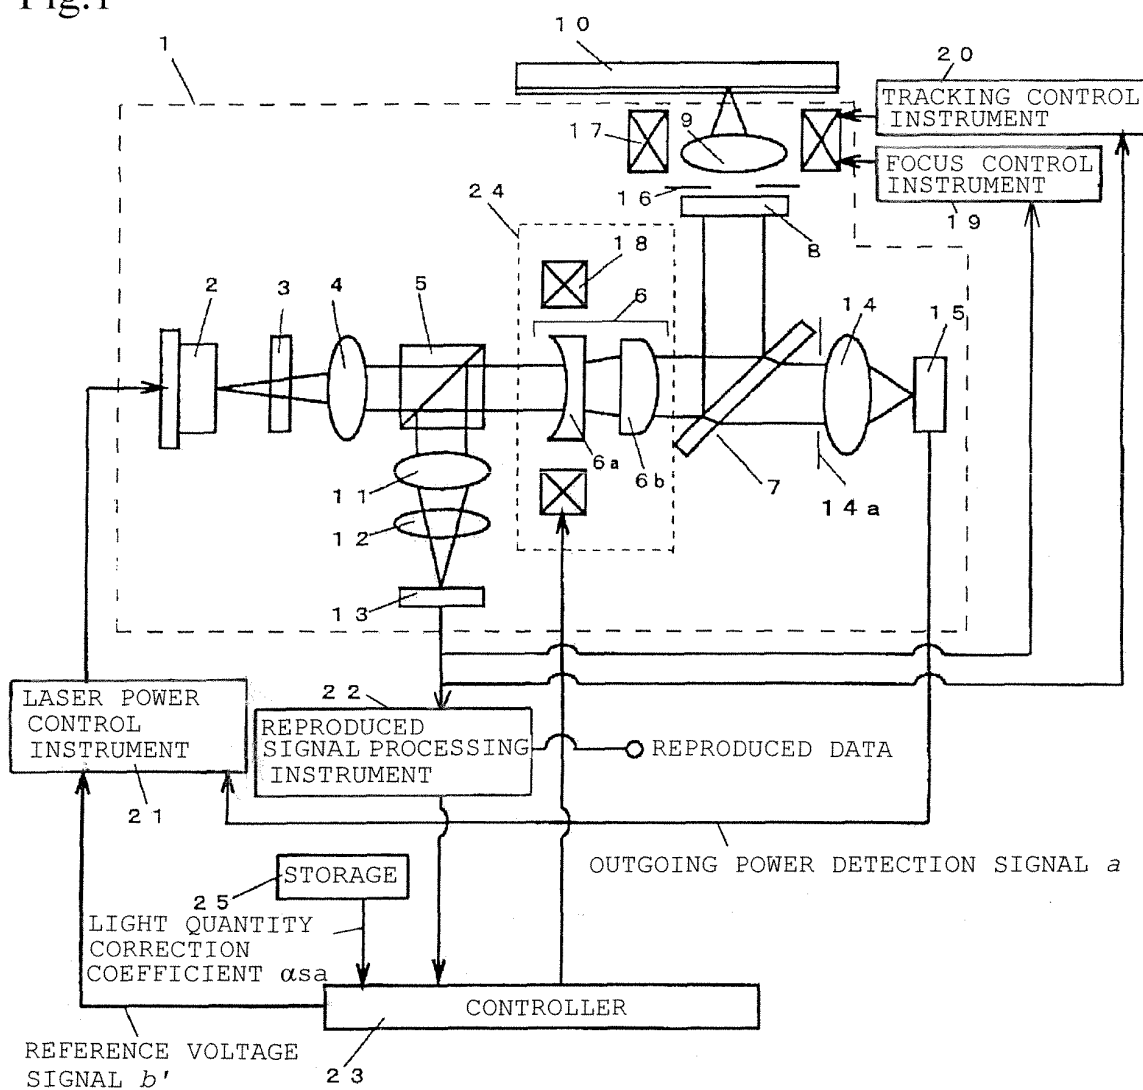 Fig.1
10
1
20
TRACKING CONTROL
INSTRUMENT
17
9
FOCUS CONTROL
INSTRUMENT
16
24
19
8
18
2
3
4
5
6
14
15
6a
6b
7
11
14a
12
13
LASER POWER
CONTROL
INSTRUMENT
22
REPRODUCED
SIGNAL PROCESSING
INSTRUMENT
REPRODUCED DATA
21
OUTGOING POWER DETECTION SIGNAL a
STORAGE
25
LIGHT QUANTITY
CORRECTION
COEFFICIENT αsa
CONTROLLER
REFERENCE VOLTAGE
SIGNAL b'
23